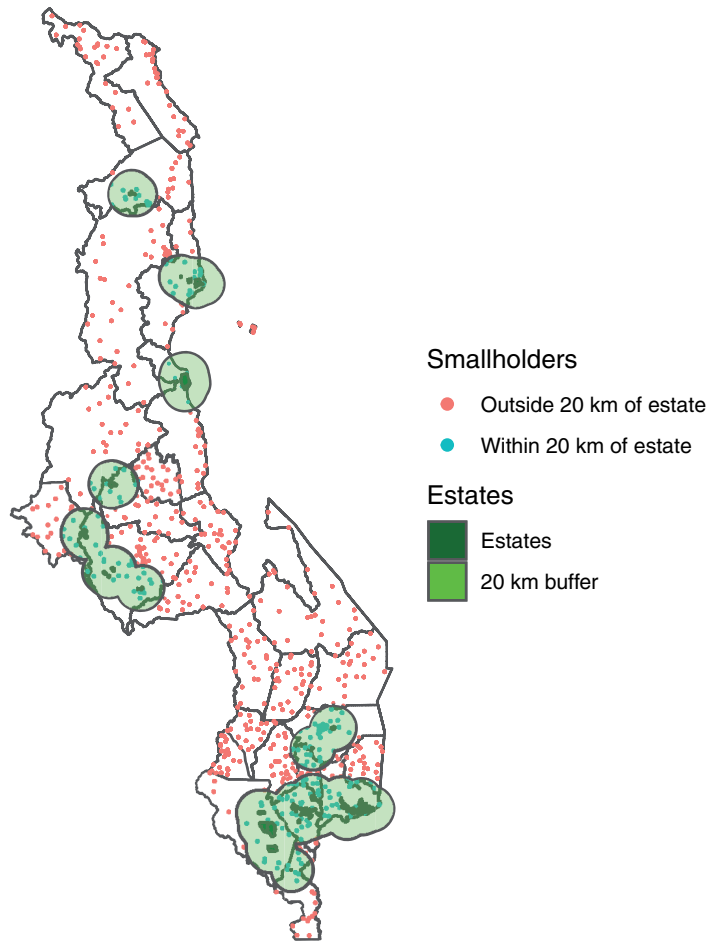 Smallholders
Outside 20 km of estate
Within 20 km of estate
Estates
Estates
20 km buffer